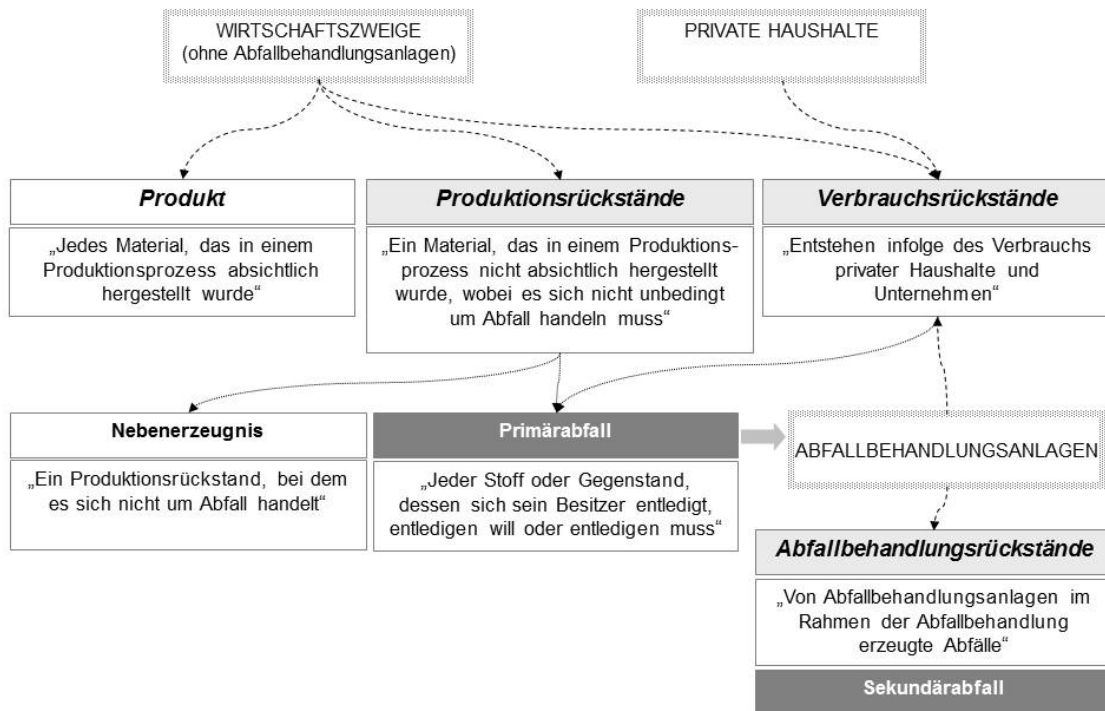 WIRTSCHAFTSZWEIGE
(ohne Abfallbehandlungsanlagen)
PRIVATE HAUSHALTE
Produkt
„Jedes Material, das in einem
Produktionsprozess absichtlich
hergestellt wurde“
Produktionsrückstände
„Ein Material, das in einem Produktions-
prozess nicht absichtlich hergestellt
wurde, wobei es sich nicht unbedingt
um Abfall handeln muss“
Verbrauchsrückstände
„Entstehen infolge des Verbrauchs
privater Haushalte und
Unternehmen“
Nebenerzeugnis
„Ein Produktionsrückstand, bei dem
es sich nicht um Abfall handelt“
Primärabfall
„Jeder Stoff oder Gegenstand,
dessen sich sein Besitzer entledigt,
entledigen will oder entledigen muss“
ABFALLBEHANDLUNGSANLAGEN
Abfallbehandlungsrückstände
„Von Abfallbehandlungsanlagen im
Rahmen der Abfallbehandlung
erzeugte Abfälle“
Sekundärabfall